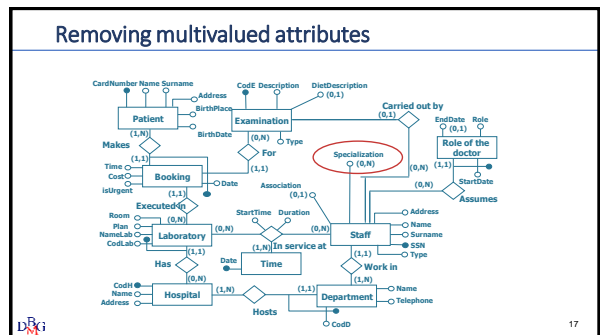 Removing multivalued attributes
CardNumber Name Surname
Address
BirthPlace
BirthDate
Patient
CodE Description
DietDescription
(0,1)
Examination
Type
Carried out by
(0,1)
EndDate Role
(0,1)
Role of the
doctor
(1,N)
Makes
(1,1)
(0,N)
For
(1,1)
Specialization
(0,N)
(0,N)
(1,1)
StartDate
(0,N)
Assumes
Time
Cost
isUrgent
Booking
Date
(1,1)
Executed in
(0,N)
Association
(0,1)
Room
Plan
NameLab
CodLab
Laboratory
(0,N)
StartTime Duration
(0,N)
In service at
(1,N)
Staff
Address
Name
Surname
SSN
Type
(1,1)
Has
(0,N)
Date
Time
(1,1)
Work in
(1,N)
CodH
Name
Address
Hospital
(1,N)
Hosts
(1,1)
Department
Name
Telephone
CodD
DBMG
17